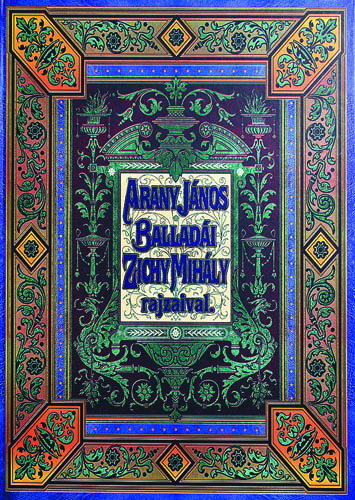 ARANY JÁNOS
BALLADÁI
ZICHY MIHÁLY
rajzaival.